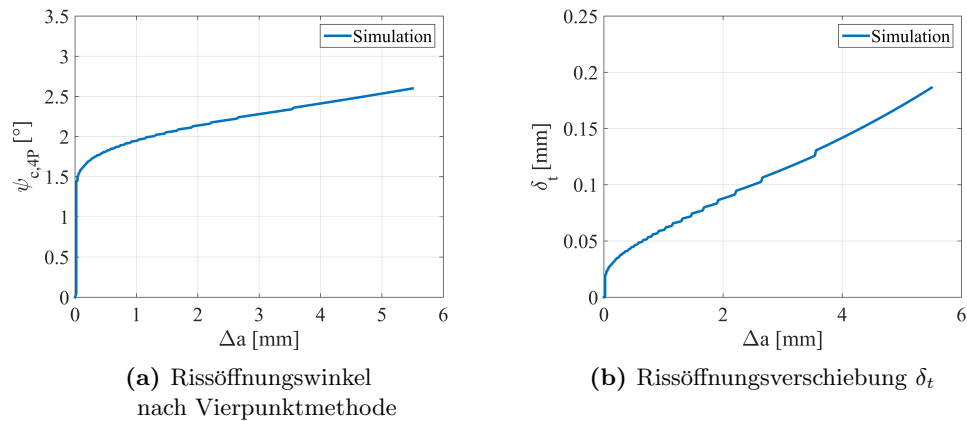 3.5
3
2.5
2
1.5
1
0.5
0
0 1 2 3 4 5 6
ψc,4P [°]
Δa [mm]
Simulation
(a) Rissöffnungswinkel
nach Vierpunktmethode
0.25
0.2
0.15
0.1
0.05
0
0 2 4 6
δt [mm]
Δa [mm]
Simulation
(b) Rissöffnungsverschiebung δt